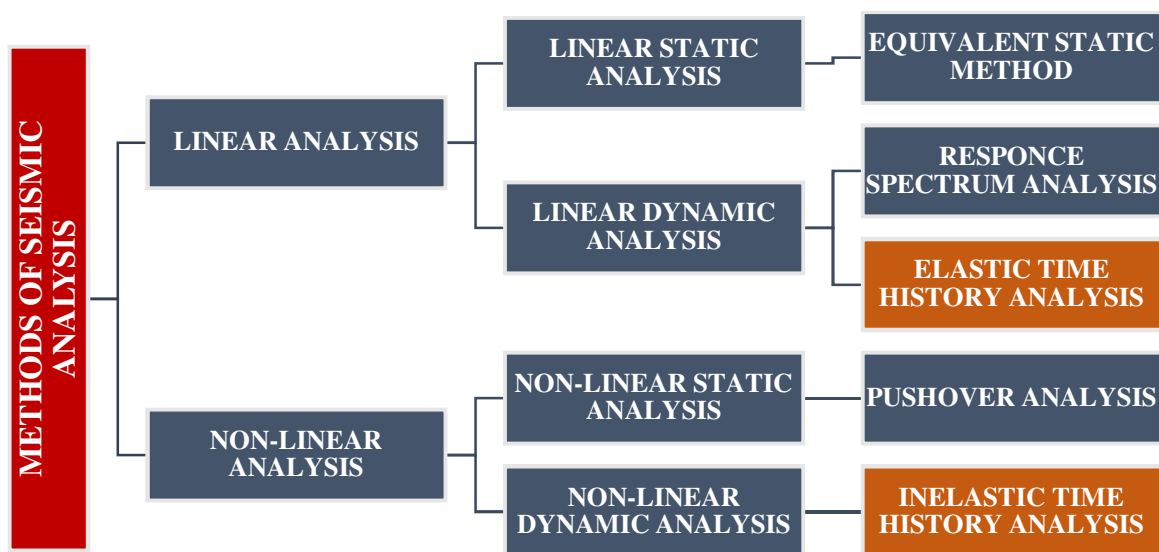 METHODS OF SEISMIC
ANALYSIS
LINEAR ANALYSIS
LINEAR STATIC
ANALYSIS
EQUIVALENT STATIC
METHOD
LINEAR DYNAMIC
ANALYSIS
RESPONCE
SPECTRUM ANALYSIS
ELASTIC TIME
HISTORY ANALYSIS
NON-LINEAR
ANALYSIS
NON-LINEAR STATIC
ANALYSIS
PUSHOVER ANALYSIS
NON-LINEAR
DYNAMIC ANALYSIS
INELASTIC TIME
HISTORY ANALYSIS